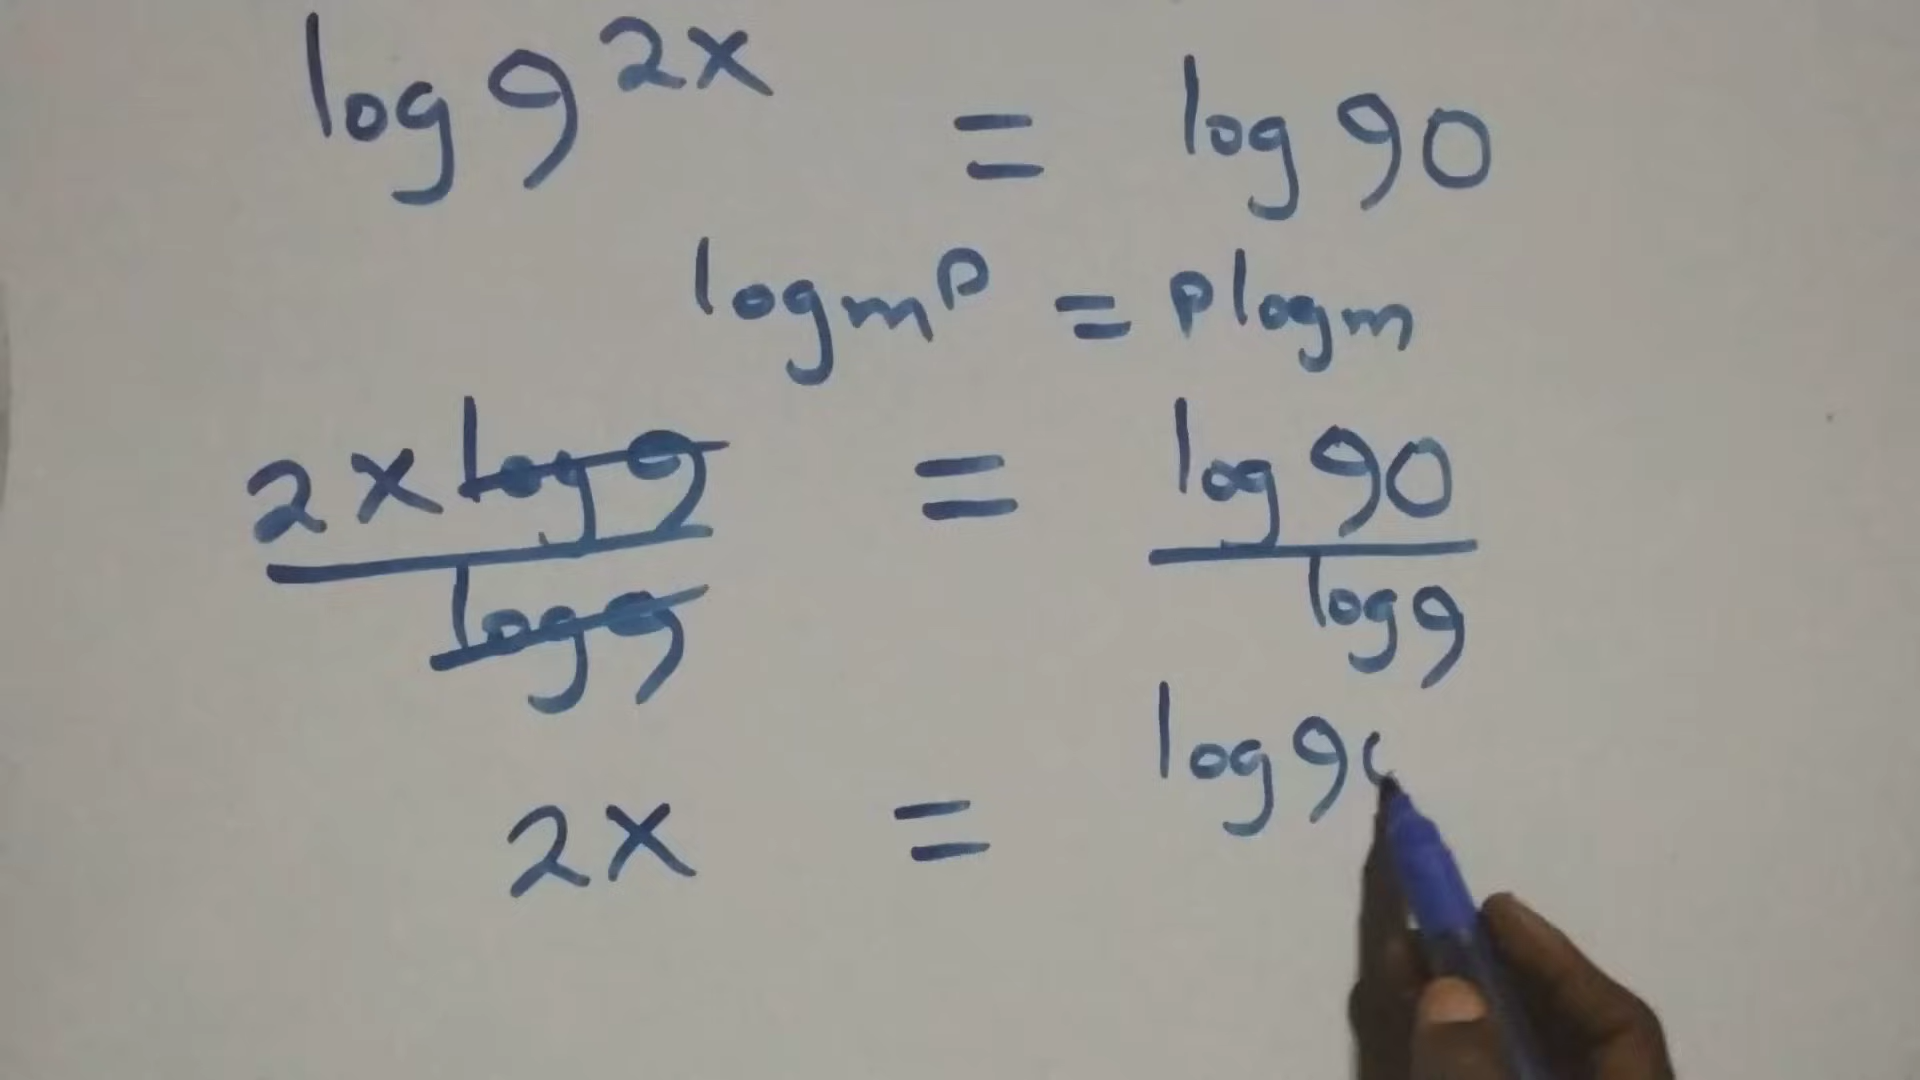 log 9^2x = log 90
log m^p = p log m
2x log 9 / log 9 = log 90 / log 9
2x = log 9